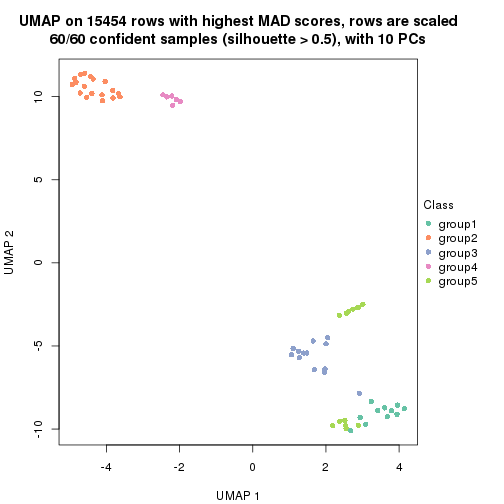 UMAP on 15454 rows with highest MAD scores, rows are scaled
60/60 confident samples (silhouette > 0.5), with 10 PCs
10
5
0
-5
-10
UMAP 2
-4
-2
0
2
4
UMAP 1
Class
group1
group2
group3
group4
group5